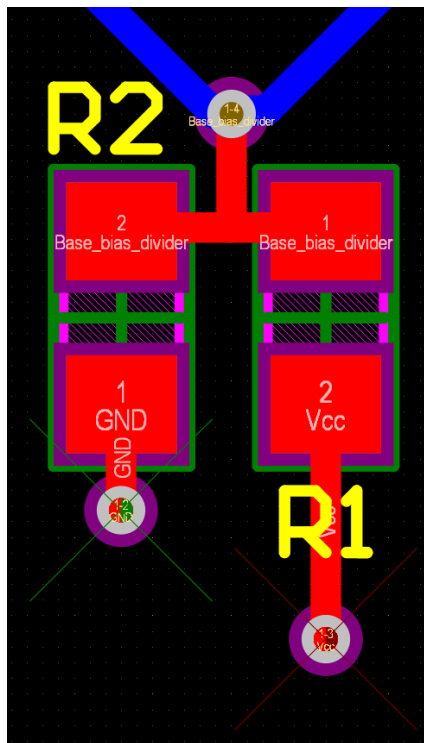 R2
1-4
Base_bias_divider
2
Base_bias_divider
1
Base_bias_divider
1
GND
2
Vcc
GND
1-2
GND
R1
Vcc
1-3
Vcc